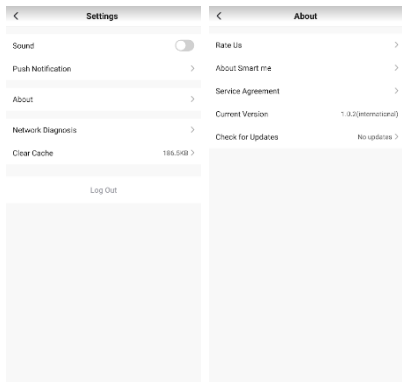 Settings
Sound
Push Notification
About
Network Diagnosis
Clear Cache 186.5KB
Log Out
About
Rate Us
About Smart me
Service Agreement
Current Version 1.0.2(international)
Check for Updates No updates